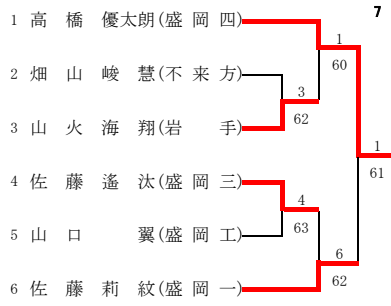 7
1 高橋 優太朗(盛岡四)
1
60
2 畑山 峻慧(不来方)
3
62
3 山火 海翔(岩手)
1
61
4 佐藤 遙汰(盛岡三)
4
63
5 山口 翼(盛岡工)
6
62
6 佐藤 莉紋(盛岡一)